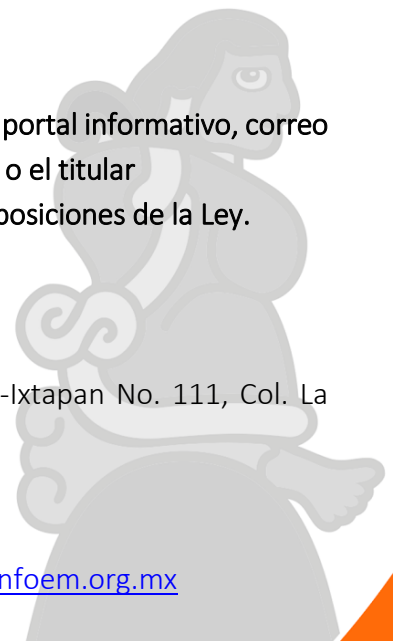 portal informativo, correo
o el titular
posiciones de la Ley.
-Ixtapan No. 111, Col. La
nfoem.org.mx